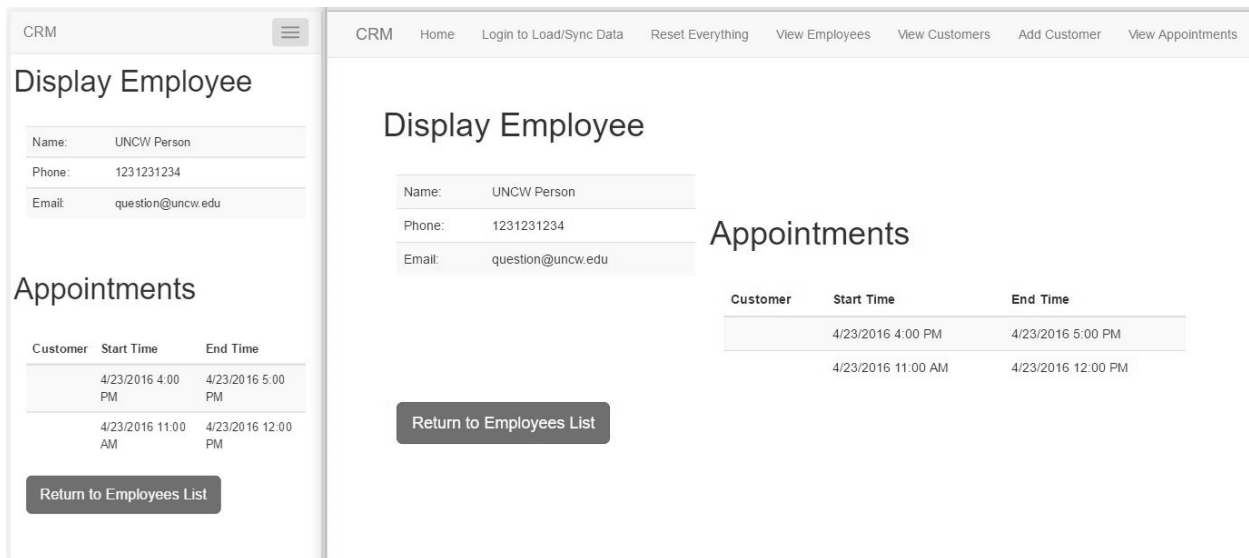 CRM
Display Employee
Name: UNCW Person
Phone: 1231231234
Email: question@uncw.edu
Appointments
Customer Start Time End Time
4/23/2016 4:00 4/23/2016 5:00
PM PM
4/23/2016 11:00 4/23/2016 12:00
AM PM
Return to Employees List
CRM Home Login to Load/Sync Data Reset Everything View Employees View Customers Add Customer View Appointments
Display Employee
Name: UNCW Person
Phone: 1231231234
Email: question@uncw.edu
Appointments
Customer Start Time End Time
4/23/2016 4:00 PM 4/23/2016 5:00 PM
4/23/2016 11:00 AM 4/23/2016 12:00 PM
Return to Employees List